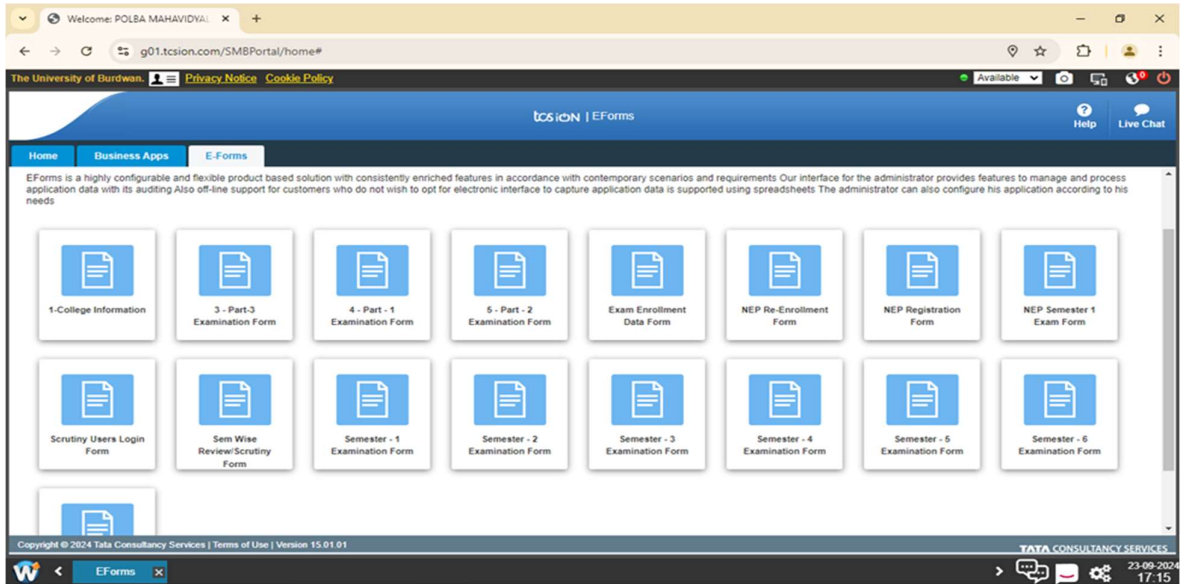 Welcome: POLBA MAHAVIDYAL
g01.tcsion.com/SMBPortal/home#
The University of Burdwan. Privacy Notice Cookie Policy
Available
0
tcs iON | EForms
Help
Live Chat
Home
Business Apps
E-Forms
EForms is a highly configurable and flexible product based solution with consistently enriched features in accordance with contemporary scenarios and requirements Our interface for the administrator provides features to manage and process
application data with its auditing Also off-line support for customers who do not wish to opt for electronic interface to capture application data is supported using spreadsheets The administrator can also configure his application according to his
needs
1-College Information
3 - Part-3
Examination Form
4 - Part - 1
Examination Form
5 - Part - 2
Examination Form
Exam Enrollment
Data Form
NEP Re-Enrollment
Form
NEP Registration
Form
NEP Semester 1
Exam Form
Scrutiny Users Login
Form
Sem Wise
Review/Scrutiny
Form
Semester - 1
Examination Form
Semester - 2
Examination Form
Semester - 3
Examination Form
Semester - 4
Examination Form
Semester - 5
Examination Form
Semester - 6
Examination Form
Copyright © 2024 Tata Consultancy Services | Terms of Use | Version 15.01.01
TATA CONSULTANCY SERVICES
EForms
23-09-2024
17:15